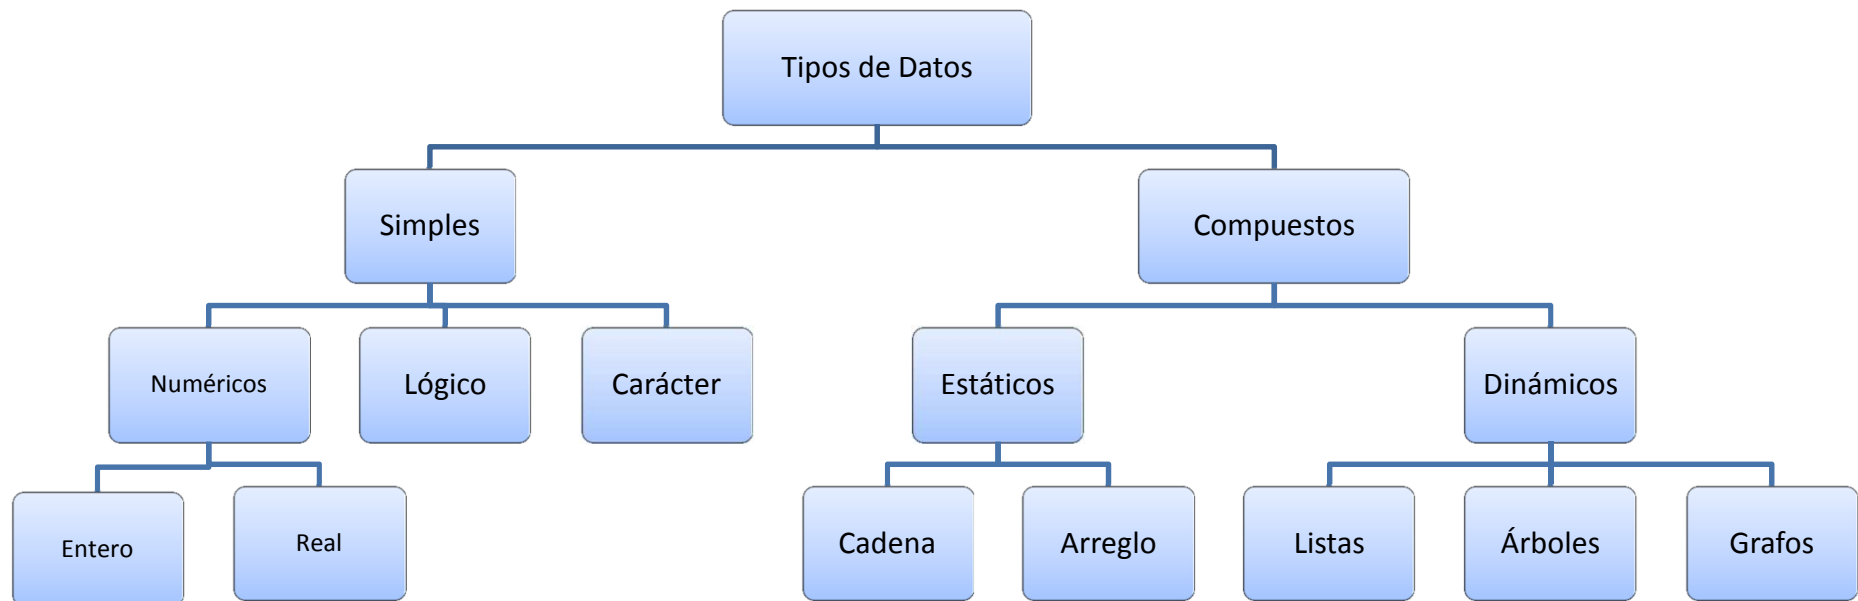 Tipos de Datos
Simples
Compuestos
Numéricos
Lógico
Carácter
Estáticos
Dinámicos
Entero
Real
Cadena
Arreglo
Listas
Árboles
Grafos